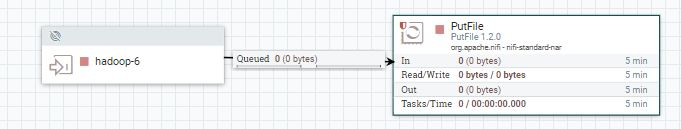 hadoop-6
Queued 0 (0 bytes)
PutFile
PutFile 1.2.0
org.apache.nifi - nifi-standard-nar
In 0 (0 bytes) 5 min
Read/Write 0 bytes / 0 bytes 5 min
Out 0 (0 bytes) 5 min
Tasks/Time 0 / 00:00:00.000 5 min